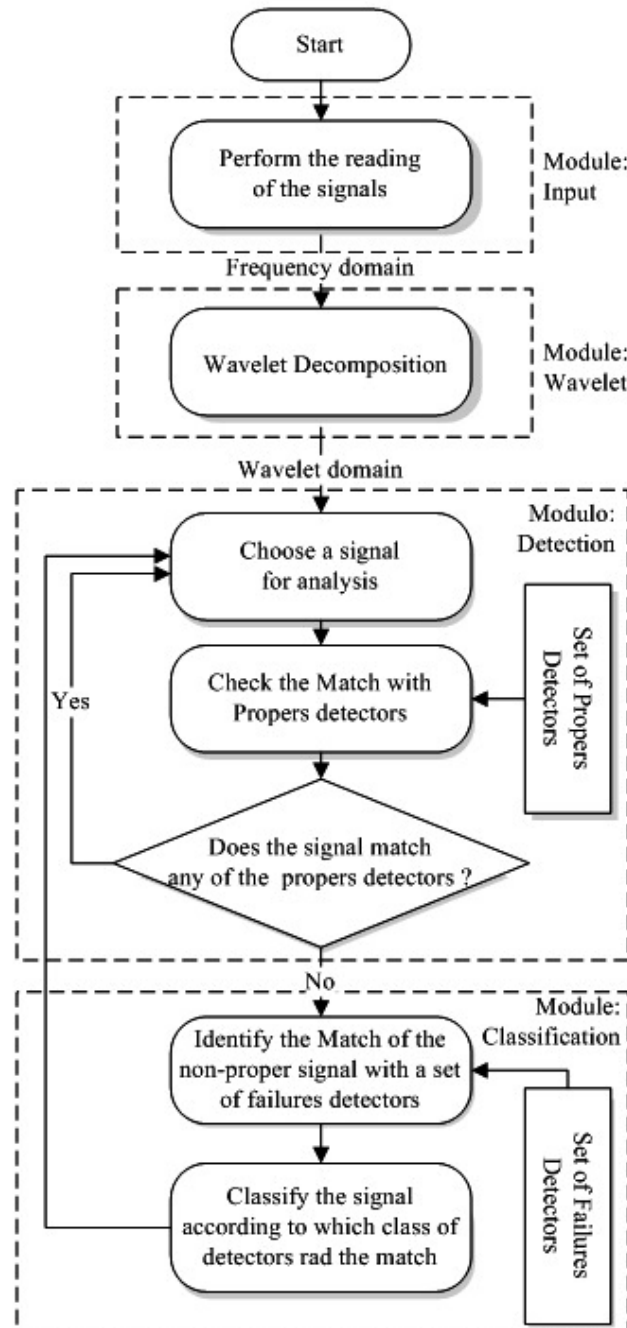 Start
Perform the reading
of the signals
Module:
Input
Frequency domain
Wavelet Decomposition
Module:
Wavelet
Wavelet domain
Modulo:
Detection
Choose a signal
for analysis
Set of Propers
Detectors
Check the Match with
Propers detectors
Yes
Does the signal match
any of the propers detectors ?
No
Module:
Classification
Identify the Match of the
non-proper signal with a set
of failures detectors
Set of Failures
Detectors
Classify the signal
according to which class of
detectors rad the match